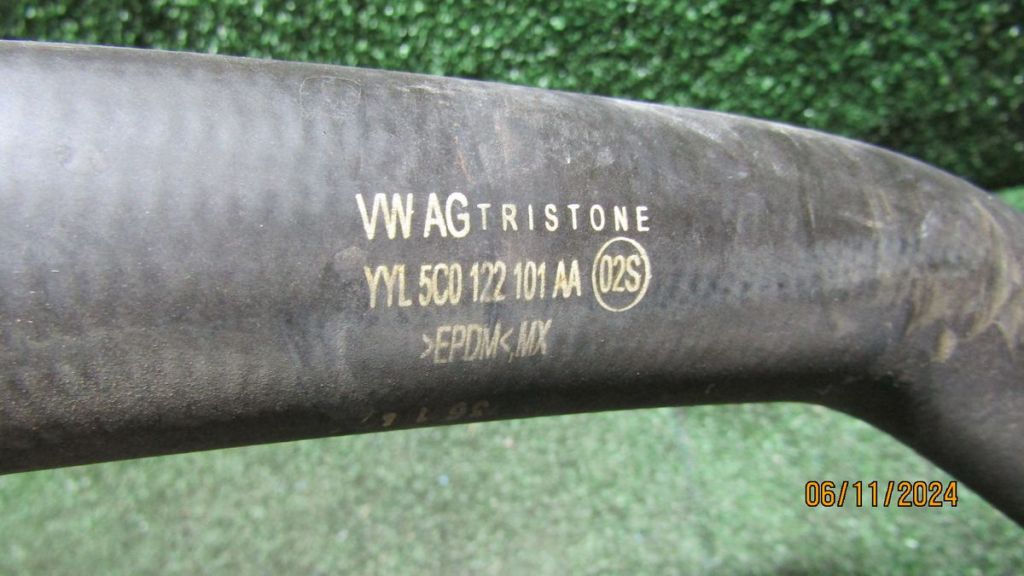 VW AG TRISTONE
YYL 5C0 122 101 AA 02S
>EPDM<,MX
06/11/2024